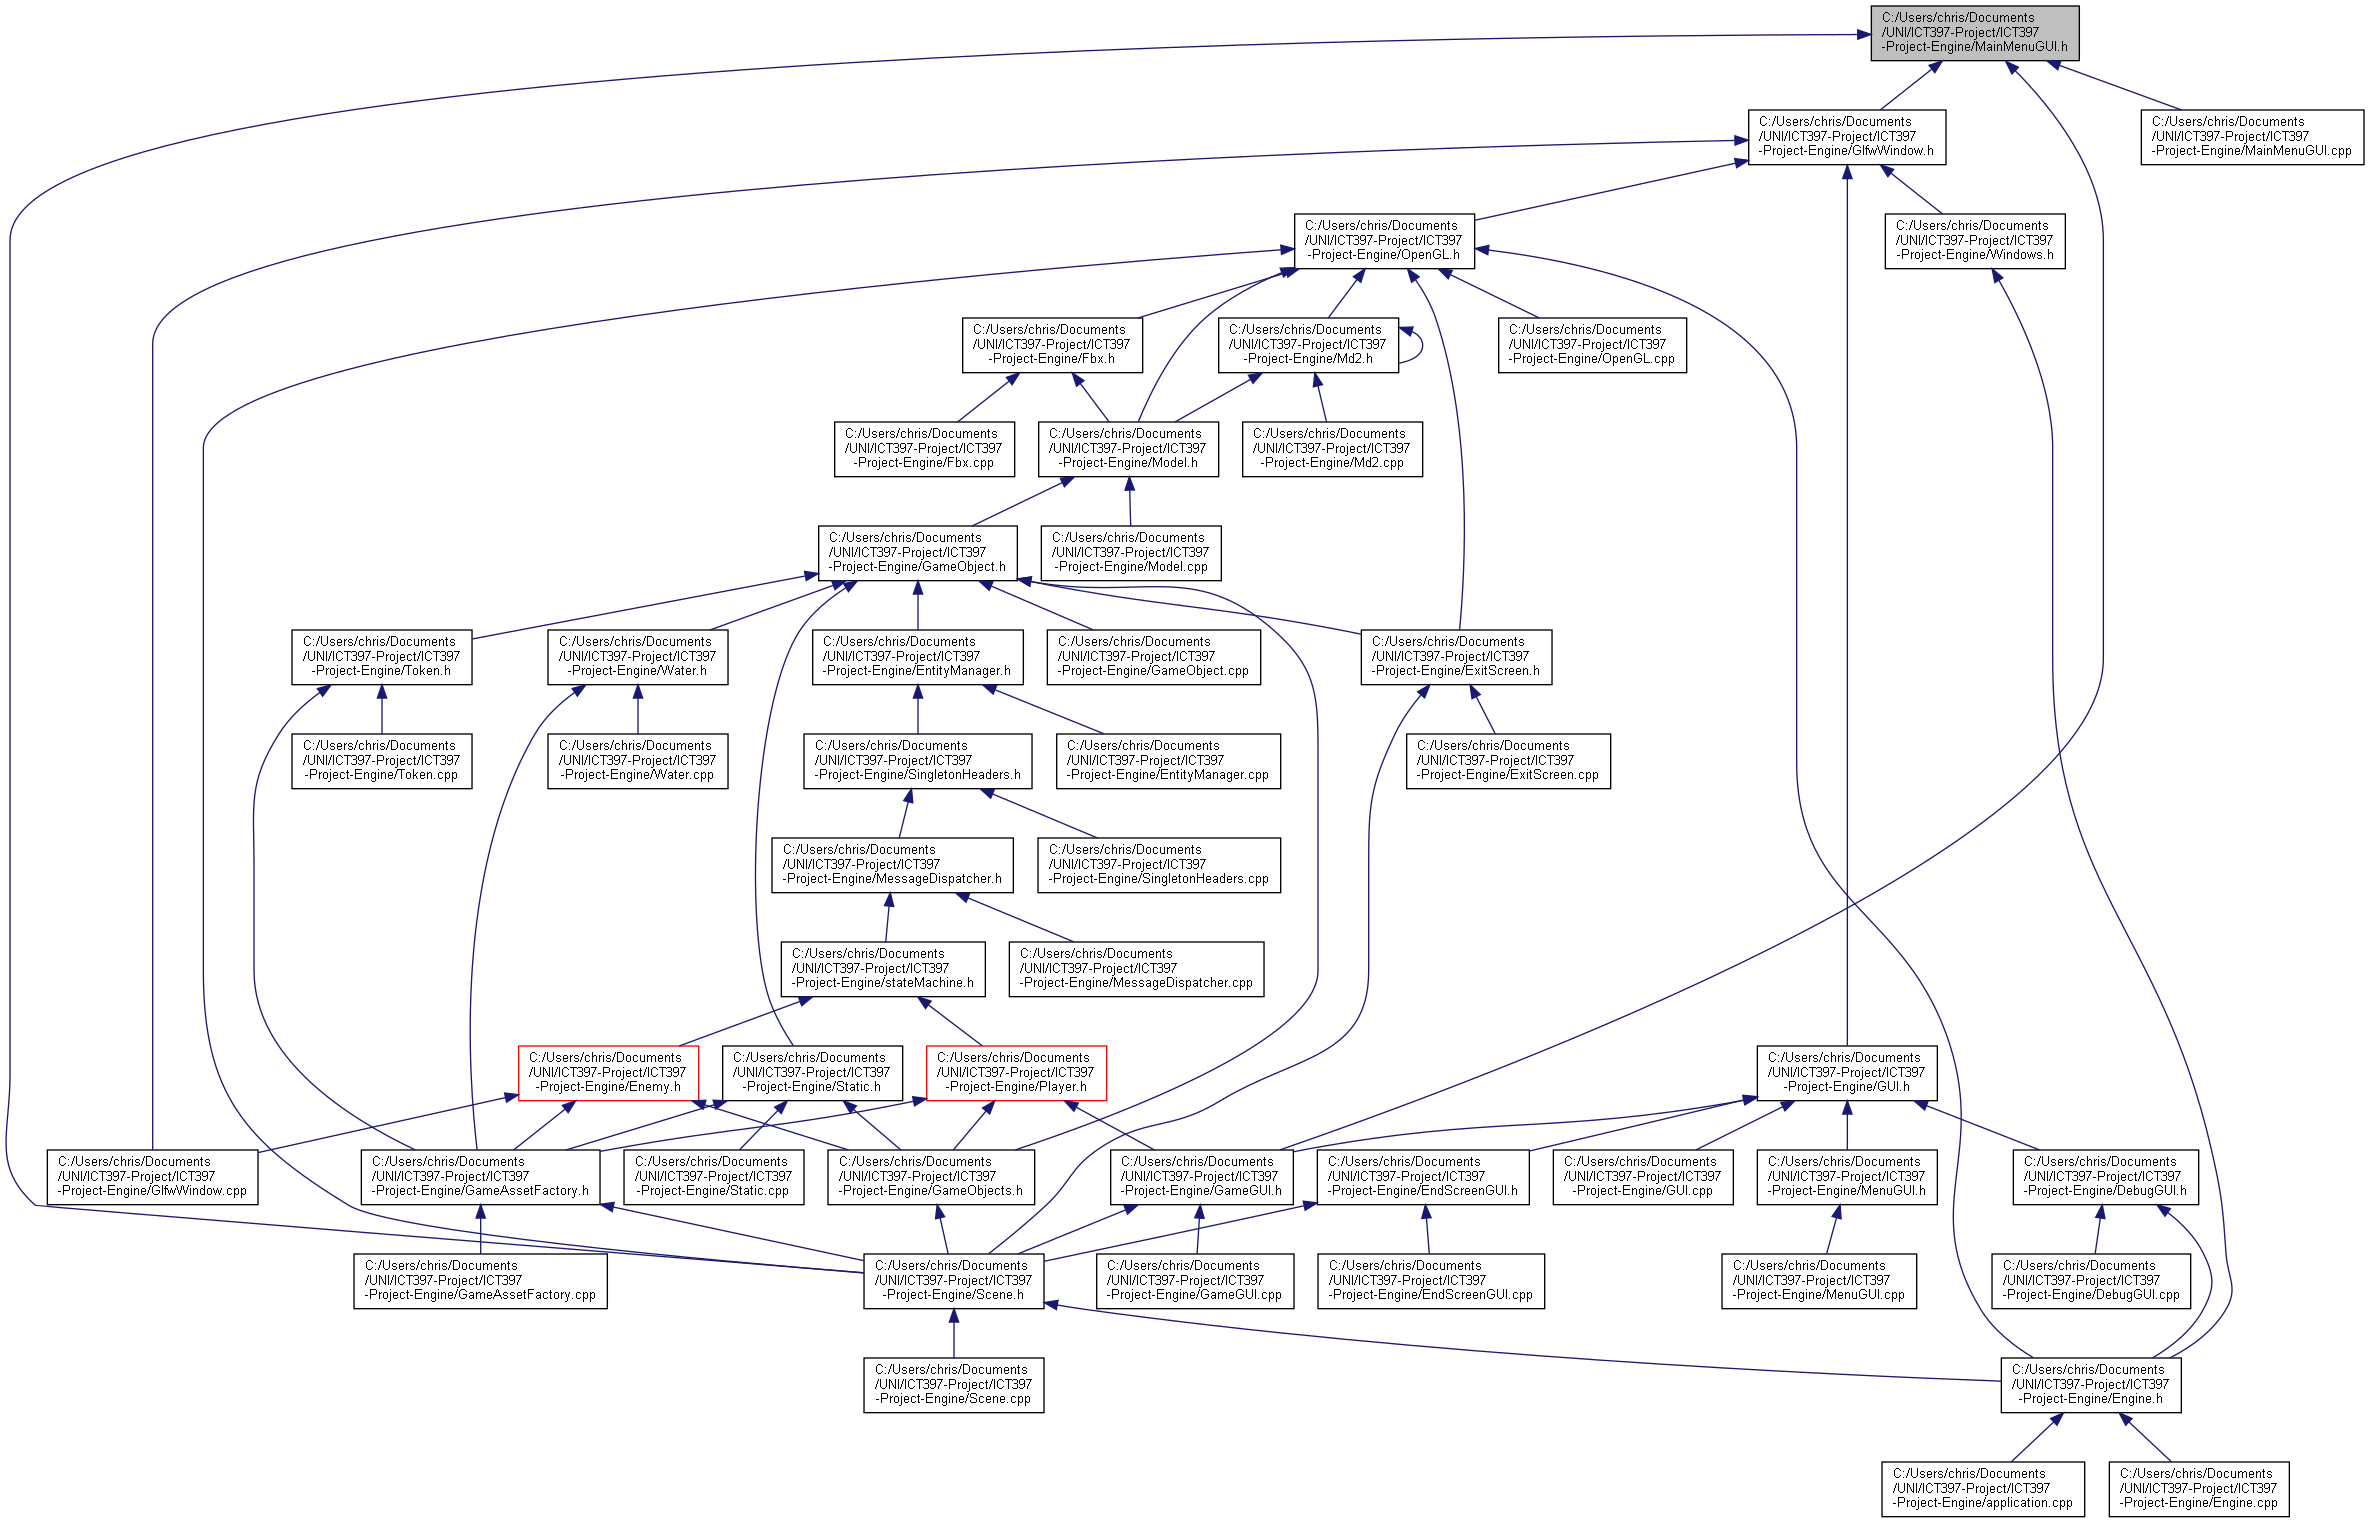 C:/Users/chris/Documents
/UNI/ICT397-Project/ICT397
-Project-Engine/MainMenuGUI.h
C:/Users/chris/Documents
/UNI/ICT397-Project/ICT397
-Project-Engine/GlfwWindow.h
C:/Users/chris/Documents
/UNI/ICT397-Project/ICT397
-Project-Engine/MainMenuGUI.cpp
C:/Users/chris/Documents
/UNI/ICT397-Project/ICT397
-Project-Engine/OpenGL.h
C:/Users/chris/Documents
/UNI/ICT397-Project/ICT397
-Project-Engine/Windows.h
C:/Users/chris/Documents
/UNI/ICT397-Project/ICT397
-Project-Engine/Fbx.h
C:/Users/chris/Documents
/UNI/ICT397-Project/ICT397
-Project-Engine/Md2.h
C:/Users/chris/Documents
/UNI/ICT397-Project/ICT397
-Project-Engine/OpenGL.cpp
C:/Users/chris/Documents
/UNI/ICT397-Project/ICT397
-Project-Engine/Fbx.cpp
C:/Users/chris/Documents
/UNI/ICT397-Project/ICT397
-Project-Engine/Model.h
C:/Users/chris/Documents
/UNI/ICT397-Project/ICT397
-Project-Engine/Md2.cpp
C:/Users/chris/Documents
/UNI/ICT397-Project/ICT397
-Project-Engine/GameObject.h
C:/Users/chris/Documents
/UNI/ICT397-Project/ICT397
-Project-Engine/Model.cpp
C:/Users/chris/Documents
/UNI/ICT397-Project/ICT397
-Project-Engine/Token.h
C:/Users/chris/Documents
/UNI/ICT397-Project/ICT397
-Project-Engine/Water.h
C:/Users/chris/Documents
/UNI/ICT397-Project/ICT397
-Project-Engine/EntityManager.h
C:/Users/chris/Documents
/UNI/ICT397-Project/ICT397
-Project-Engine/GameObject.cpp
C:/Users/chris/Documents
/UNI/ICT397-Project/ICT397
-Project-Engine/ExitScreen.h
C:/Users/chris/Documents
/UNI/ICT397-Project/ICT397
-Project-Engine/Token.cpp
C:/Users/chris/Documents
/UNI/ICT397-Project/ICT397
-Project-Engine/Water.cpp
C:/Users/chris/Documents
/UNI/ICT397-Project/ICT397
-Project-Engine/SingletonHeaders.h
C:/Users/chris/Documents
/UNI/ICT397-Project/ICT397
-Project-Engine/EntityManager.cpp
C:/Users/chris/Documents
/UNI/ICT397-Project/ICT397
-Project-Engine/ExitScreen.cpp
C:/Users/chris/Documents
/UNI/ICT397-Project/ICT397
-Project-Engine/MessageDispatcher.h
C:/Users/chris/Documents
/UNI/ICT397-Project/ICT397
-Project-Engine/SingletonHeaders.cpp
C:/Users/chris/Documents
/UNI/ICT397-Project/ICT397
-Project-Engine/stateMachine.h
C:/Users/chris/Documents
/UNI/ICT397-Project/ICT397
-Project-Engine/MessageDispatcher.cpp
C:/Users/chris/Documents
/UNI/ICT397-Project/ICT397
-Project-Engine/Enemy.h
C:/Users/chris/Documents
/UNI/ICT397-Project/ICT397
-Project-Engine/Static.h
C:/Users/chris/Documents
/UNI/ICT397-Project/ICT397
-Project-Engine/Player.h
C:/Users/chris/Documents
/UNI/ICT397-Project/ICT397
-Project-Engine/GUI.h
C:/Users/chris/Documents
/UNI/ICT397-Project/ICT397
-Project-Engine/GlfwWindow.cpp
C:/Users/chris/Documents
/UNI/ICT397-Project/ICT397
-Project-Engine/GameAssetFactory.h
C:/Users/chris/Documents
/UNI/ICT397-Project/ICT397
-Project-Engine/Static.cpp
C:/Users/chris/Documents
/UNI/ICT397-Project/ICT397
-Project-Engine/GameObjects.h
C:/Users/chris/Documents
/UNI/ICT397-Project/ICT397
-Project-Engine/GameGUI.h
C:/Users/chris/Documents
/UNI/ICT397-Project/ICT397
-Project-Engine/EndScreenGUI.h
C:/Users/chris/Documents
/UNI/ICT397-Project/ICT397
-Project-Engine/GUI.cpp
C:/Users/chris/Documents
/UNI/ICT397-Project/ICT397
-Project-Engine/MenuGUI.h
C:/Users/chris/Documents
/UNI/ICT397-Project/ICT397
-Project-Engine/DebugGUI.h
C:/Users/chris/Documents
/UNI/ICT397-Project/ICT397
-Project-Engine/GameAssetFactory.cpp
C:/Users/chris/Documents
/UNI/ICT397-Project/ICT397
-Project-Engine/Scene.h
C:/Users/chris/Documents
/UNI/ICT397-Project/ICT397
-Project-Engine/GameGUI.cpp
C:/Users/chris/Documents
/UNI/ICT397-Project/ICT397
-Project-Engine/EndScreenGUI.cpp
C:/Users/chris/Documents
/UNI/ICT397-Project/ICT397
-Project-Engine/MenuGUI.cpp
C:/Users/chris/Documents
/UNI/ICT397-Project/ICT397
-Project-Engine/DebugGUI.cpp
C:/Users/chris/Documents
/UNI/ICT397-Project/ICT397
-Project-Engine/Scene.cpp
C:/Users/chris/Documents
/UNI/ICT397-Project/ICT397
-Project-Engine/Engine.h
C:/Users/chris/Documents
/UNI/ICT397-Project/ICT397
-Project-Engine/application.cpp
C:/Users/chris/Documents
/UNI/ICT397-Project/ICT397
-Project-Engine/Engine.cpp